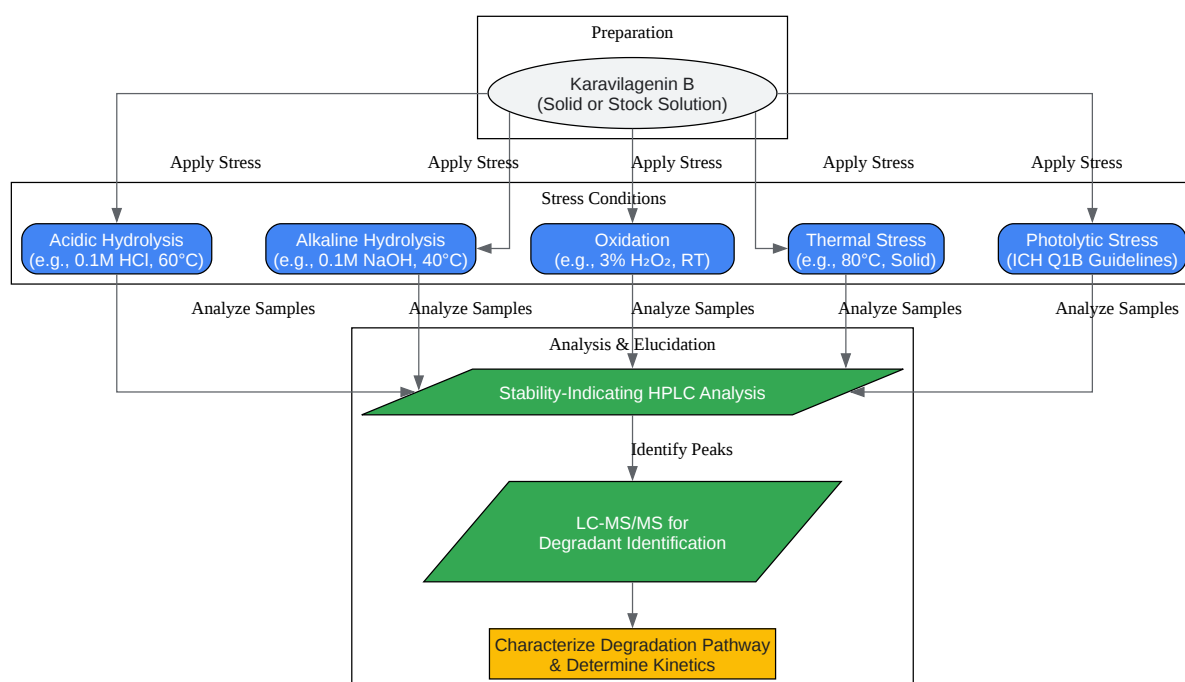 Preparation
Karavilagenin B
(Solid or Stock Solution)
Apply Stress
Apply Stress
Apply Stress
Apply Stress
Apply Stress
Stress Conditions
Acidic Hydrolysis
(e.g., 0.1M HCl, 60°C)
Alkaline Hydrolysis
(e.g., 0.1M NaOH, 40°C)
Oxidation
(e.g., 3% H₂O₂, RT)
Thermal Stress
(e.g., 80°C, Solid)
Photolytic Stress
(ICH Q1B Guidelines)
Analyze Samples
Analyze Samples
Analyze Samples
Analyze Samples
Analyze Samples
Analysis & Elucidation
Stability-Indicating HPLC Analysis
Identify Peaks
LC-MS/MS for
Degradant Identification
Characterize Degradation Pathway
& Determine Kinetics